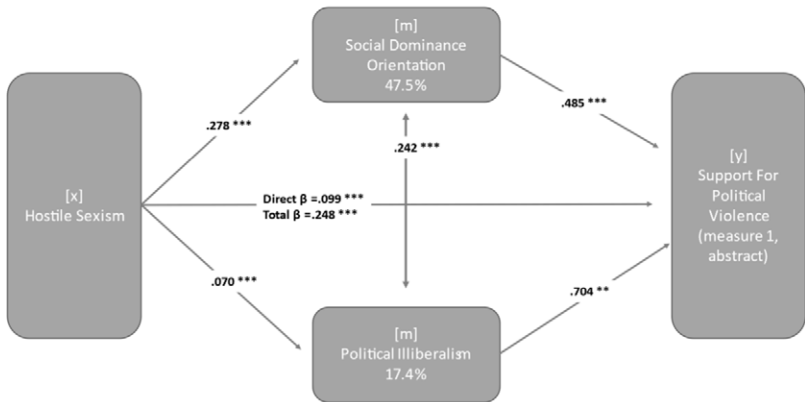 [m]
Social Dominance
Orientation
47.5%
.278 ***
.485 ***
.242 ***
[x]
Hostile Sexism
Direct β =.099 ***
Total β =.248 ***
[y]
Support For
Political
Violence
(measure 1,
abstract)
.070 ***
.704 **
[m]
Political Illiberalism
17.4%